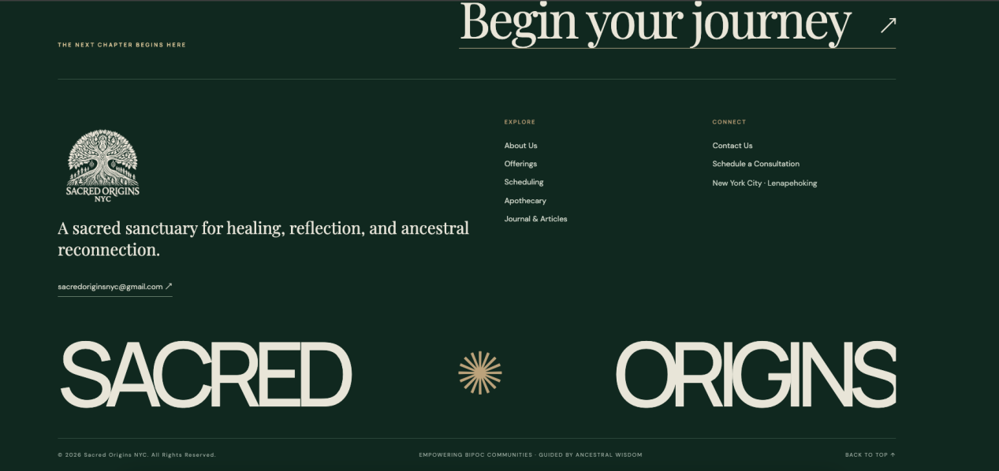 Begin your journey ↗
THE NEXT CHAPTER BEGINS HERE
SACRED ORIGINS
NYC
A sacred sanctuary for healing, reflection, and ancestral
reconnection.
sacredoriginsnyc@gmail.com ↗
EXPLORE
About Us
Offerings
Scheduling
Apothecary
Journal & Articles
CONNECT
Contact Us
Schedule a Consultation
New York City · Lenapehoking
SACRED ORIGINS
© 2026 Sacred Origins NYC. All Rights Reserved.
EMPOWERING BIPOC COMMUNITIES · GUIDED BY ANCESTRAL WISDOM
BACK TO TOP ↑